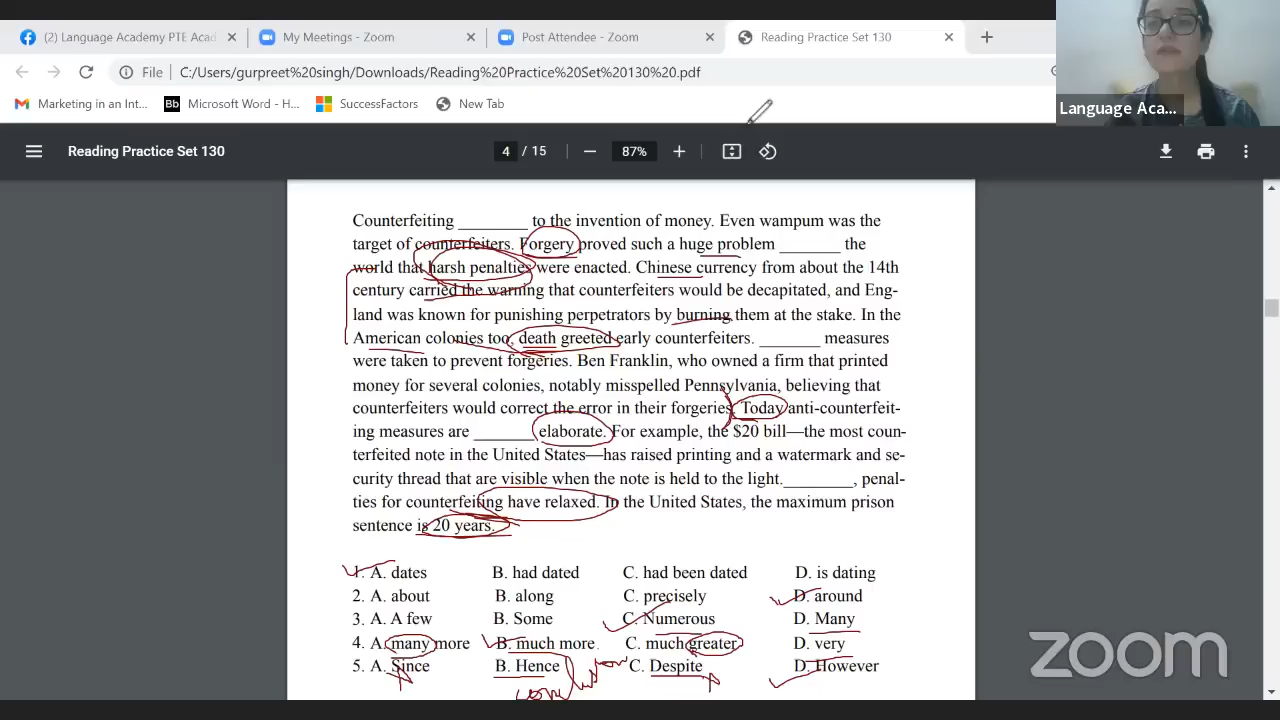 (2) Language Academy PTE Acad
My Meetings - Zoom
Post Attendee - Zoom
Reading Practice Set 130
File C:/Users/gurpreet%20singh/Downloads/Reading%20Practice%20Set%20130%20.pdf
Marketing in an Int...
Bb Microsoft Word - H...
SuccessFactors
New Tab
Language Aca...
Reading Practice Set 130
4 / 15
87%
Counterfeiting ________ to the invention of money. Even wampum was the
target of counterfeiters. Forgery proved such a huge problem _______ the
world that harsh penalties were enacted. Chinese currency from about the 14th
century carried the warning that counterfeiters would be decapitated, and Eng-
land was known for punishing perpetrators by burning them at the stake. In the
American colonies too, death greeted early counterfeiters. _______ measures
were taken to prevent forgeries. Ben Franklin, who owned a firm that printed
money for several colonies, notably misspelled Pennsylvania, believing that
counterfeiters would correct the error in their forgeries. Today anti-counterfeit-
ing measures are _______ elaborate. For example, the $20 bill—the most coun-
terfeited note in the United States—has raised printing and a watermark and se-
curity thread that are visible when the note is held to the light.________, penal-
ties for counterfeiting have relaxed. In the United States, the maximum prison
sentence is 20 years.
1. A. dates B. had dated C. had been dated D. is dating
2. A. about B. along C. precisely D. around
3. A. A few B. Some C. Numerous D. Many
4. A. many more B. much more C. much greater D. very
5. A. Since B. Hence C. Despite D. However
zoom